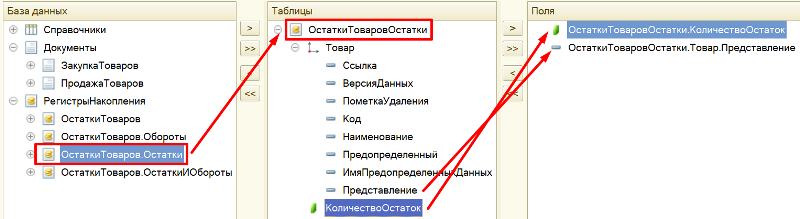 База данных
Справочники
Документы
ЗакупкаТоваров
ПродажаТоваров
РегистрыНакопления
ОстаткиТоваров
ОстаткиТоваров.Обороты
ОстаткиТоваров.Остатки
ОстаткиТоваров.ОстаткиИОбороты
>
>>
<
<<
Таблицы
ОстаткиТоваровОстатки
Товар
Ссылка
ВерсияДанных
ПометкаУдаления
Код
Наименование
Предопределенный
ИмяПредопределенныхДанных
Представление
КоличествоОстаток
>
>>
<
<<
Поля
ОстаткиТоваровОстатки.КоличествоОстаток
ОстаткиТоваровОстатки.Товар.Представление